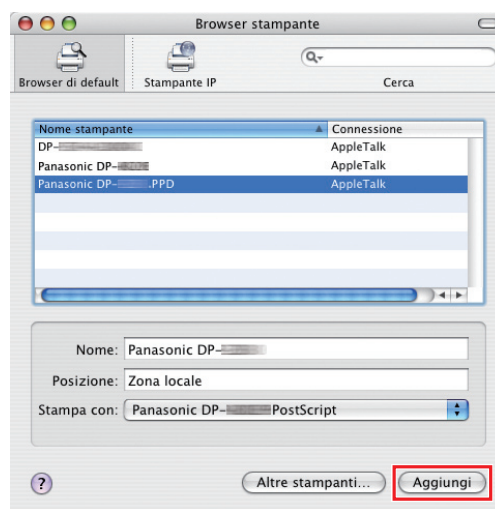 Browser stampante
Browser di default
Stampante IP
Cerca
Nome stampante Connessione
DP- AppleTalk
Panasonic DP- AppleTalk
Panasonic DP- .PPD AppleTalk
Nome: Panasonic DP-
Posizione: Zona locale
Stampa con: Panasonic DP- PostScript
? Altre stampanti... Aggiungi